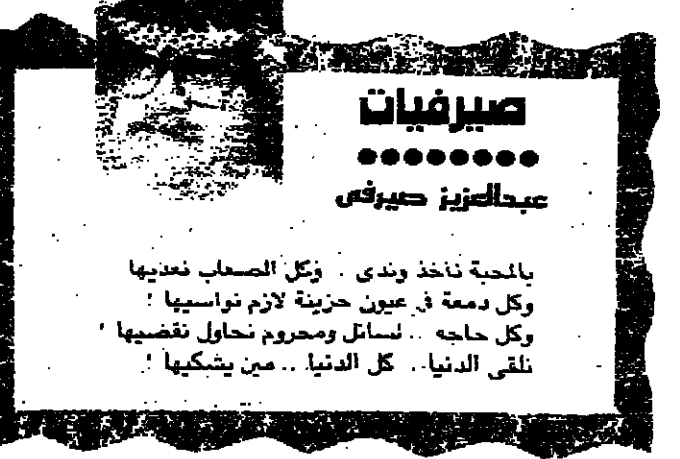 صيرفيات
عبدالعزيز صيرفى
بالمحبة ناخذ وندى .. وكل الصعاب نعديها
وكل دمعة في عيون حزينة لازم نواسيها !
وكل حاجه .. لسائل ومحروم نحاول نقضيها !
نلقى الدنيا .. كل الدنيا .. مين يشكيها !